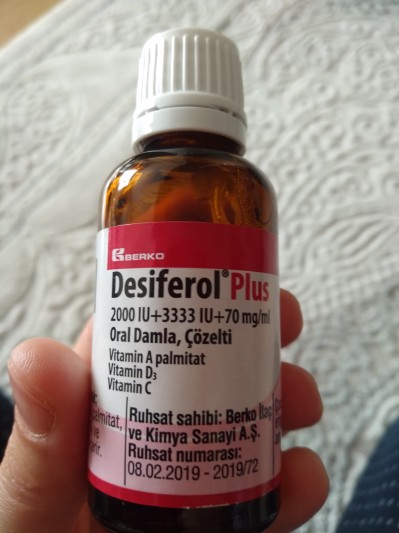 BERKO
Desiferol® Plus
2000 IU+3333 IU+70 mg/ml
Oral Damla, Çözelti
Vitamin A palmitat
Vitamin D₃
Vitamin C
Ruhsat sahibi: Berko İlaç
ve Kimya Sanayi A.Ş.
Ruhsat numarası:
08.02.2019 - 2019/72